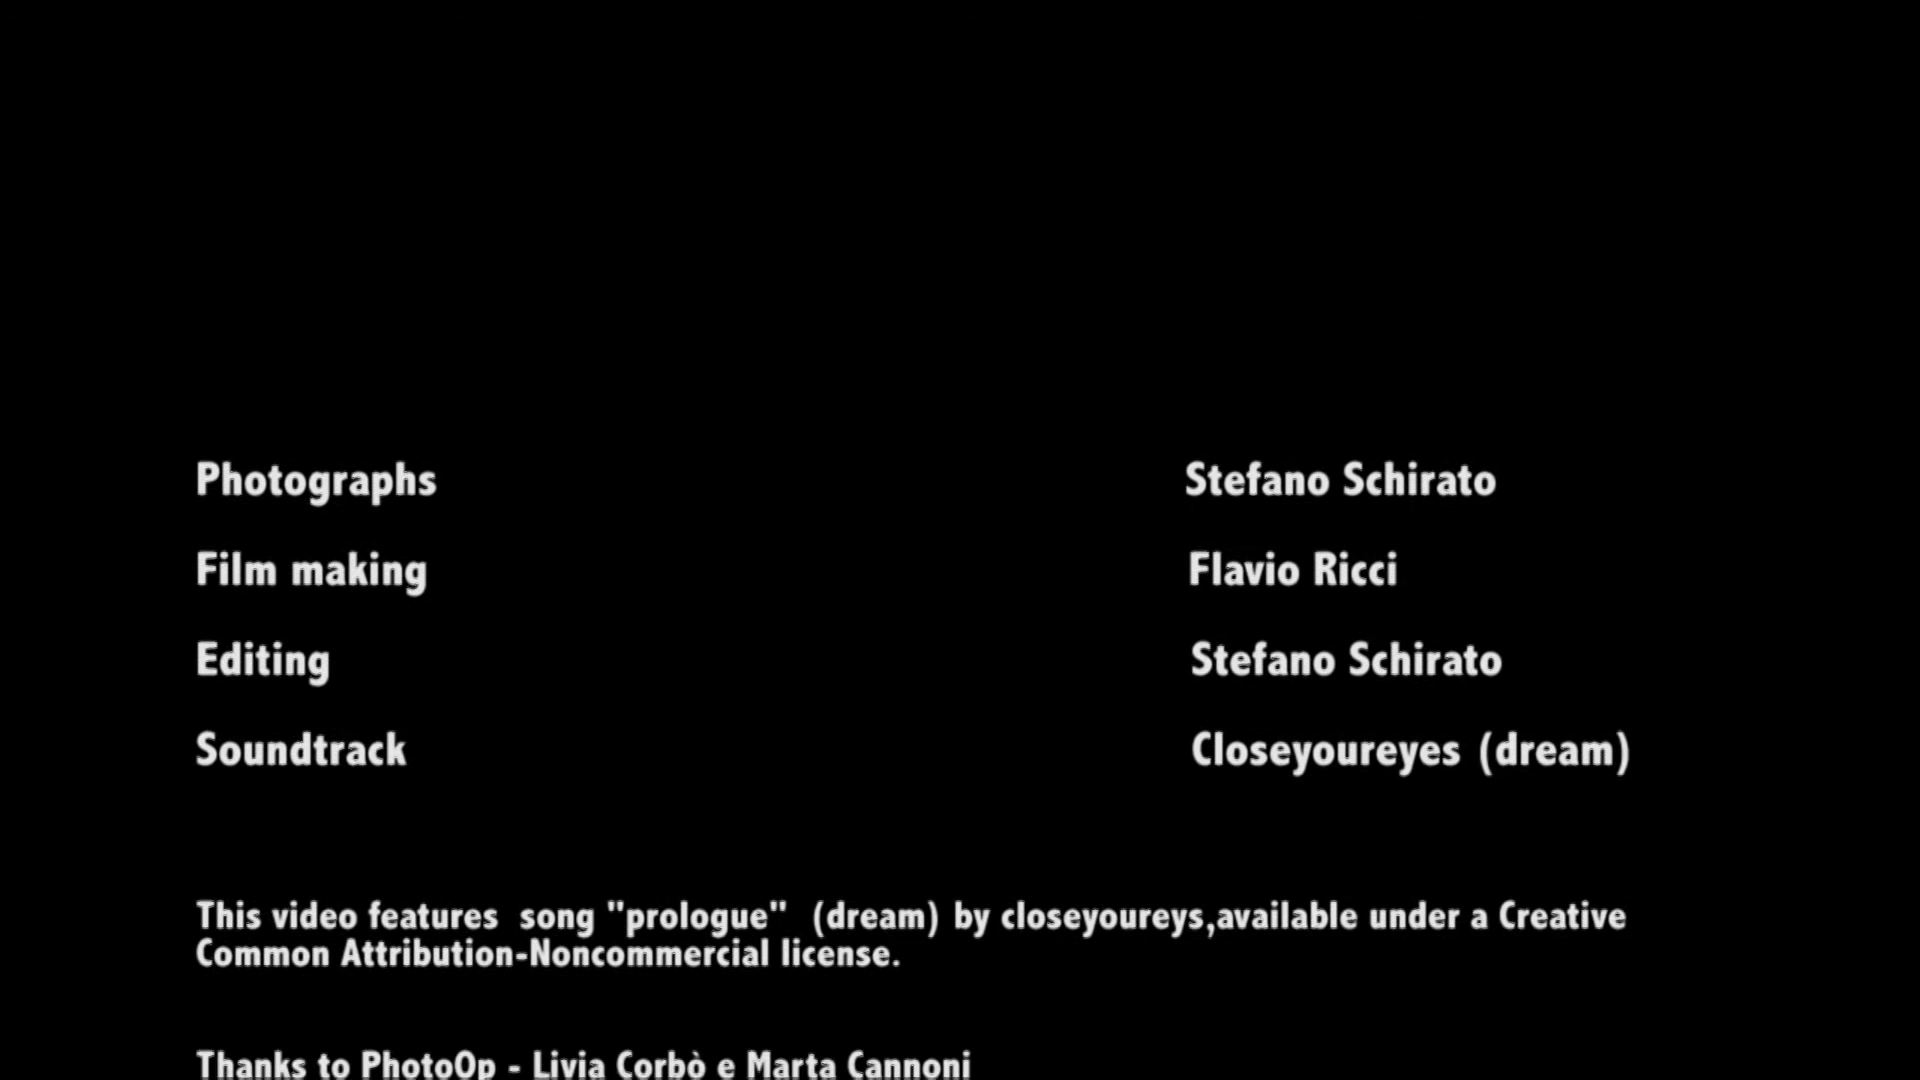 Photographs Stefano Schirato
Film making Flavio Ricci
Editing Stefano Schirato
Soundtrack Closeyoureyes (dream)
This video features song "prologue" (dream) by closeyoureys,available under a Creative
Common Attribution-Noncommercial license.
Thanks to PhotoOp - Livia Corbò e Marta Cannoni